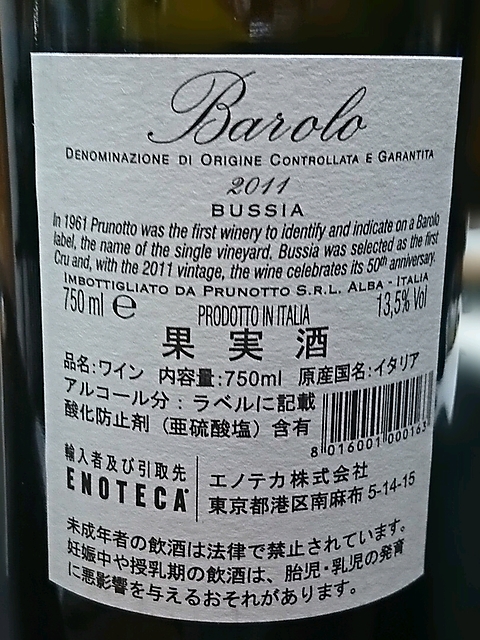 Barolo
DENOMINAZIONE DI ORIGINE CONTROLLATA E GARANTITA
2011
BUSSIA
In 1961 Prunotto was the first winery to identify and indicate on a Barolo
label, the name of the single vineyard. Bussia was selected as the first
Cru and, with the 2011 vintage, the wine celebrates its 50th anniversary.
IMBOTTIGLIATO DA PRUNOTTO S.R.L. ALBA - ITALIA
750 ml ℮ PRODOTTO IN ITALIA 13,5% Vol
果実酒
品名:ワイン 内容量:750ml 原産国名:イタリア
アルコール分:ラベルに記載
酸化防止剤(亜硫酸塩)含有
8 016001 000163
輸入者及び引取先
ENOTECA
エノテカ株式会社
東京都港区南麻布 5-14-15
未成年者の飲酒は法律で禁止されています。
妊娠中や授乳期の飲酒は、胎児・乳児の発育
に悪影響を与えるおそれがあります。